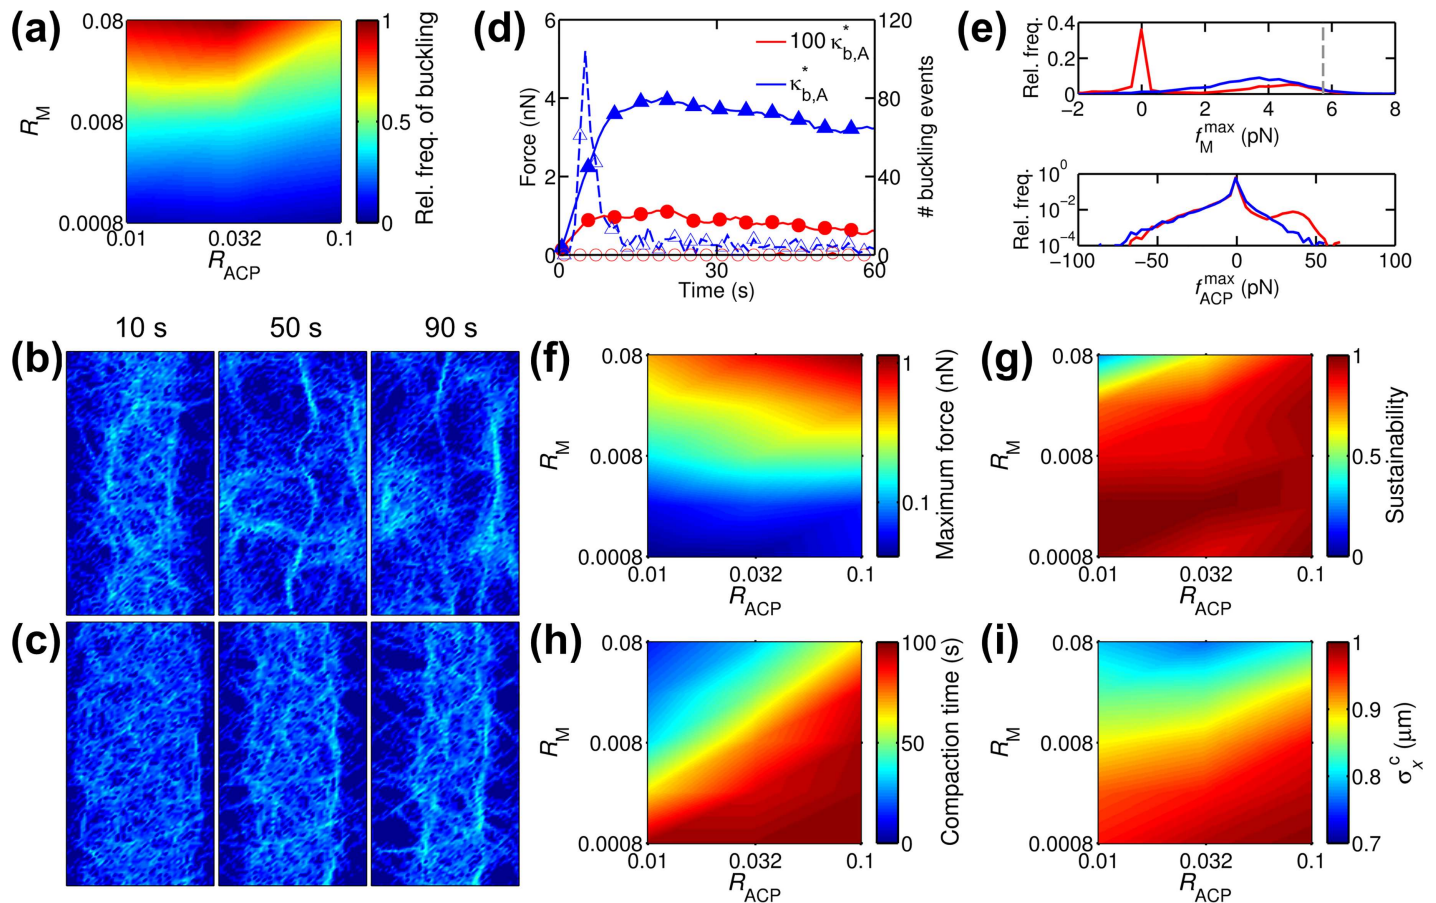 (a)
R_M
0.08
0.008
0.0008
0.01
0.032
0.1
R_ACP
1
0.5
0
Rel. freq. of buckling
(d)
Force (nN)
6
4
2
0
0
30
60
Time (s)
120
80
40
0
# buckling events
100 κ*_b,A
κ*_b,A
(e)
Rel. freq.
0.4
0.2
0
−2
0
2
4
6
8
f_M^max (pN)
Rel. freq.
10^0
10^−2
10^−4
−100
−50
0
50
100
f_ACP^max (pN)
10 s
50 s
90 s
(b)
(c)
(f)
R_M
0.08
0.008
0.0008
0.01
0.032
0.1
R_ACP
1
0.1
Maximum force (nN)
(g)
R_M
0.08
0.008
0.0008
0.01
0.032
0.1
R_ACP
1
0.5
0
Sustainability
(h)
R_M
0.08
0.008
0.0008
0.01
0.032
0.1
R_ACP
100
50
0
Compaction time (s)
(i)
R_M
0.08
0.008
0.0008
0.01
0.032
0.1
R_ACP
1
0.9
0.8
0.7
σ_x^c (μm)